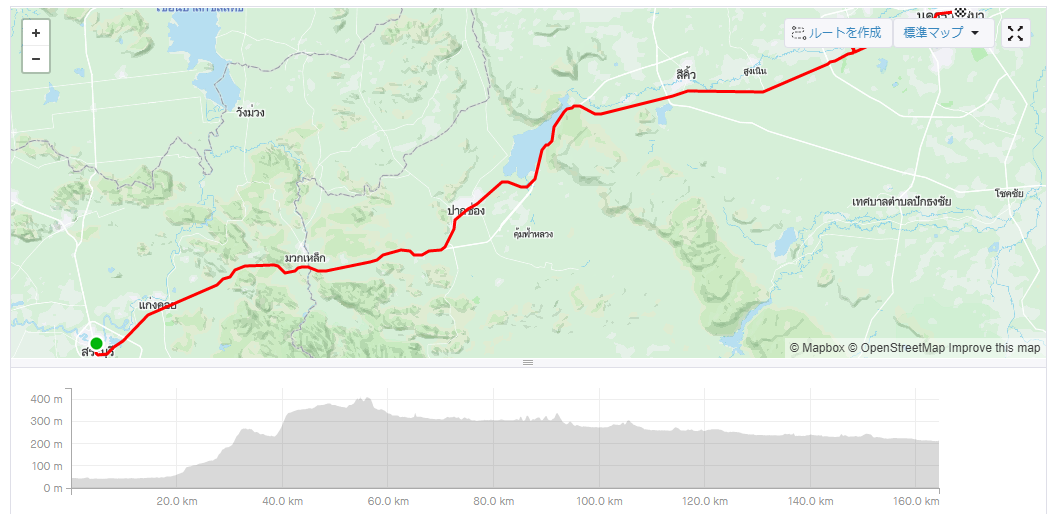 +
−
ルートを作成
標準マップ
สีคิ้ว
สูงเนิน
วังม่วง
โชคชัย
เทศบาลตำบลปักธงชัย
ปากช่อง
คุ้มฟ้าหลวง
มวกเหล็ก
แก่งคอย
สระบุรี
© Mapbox © OpenStreetMap Improve this map
400 m
300 m
200 m
100 m
0 m
20.0 km
40.0 km
60.0 km
80.0 km
100.0 km
120.0 km
140.0 km
160.0 km